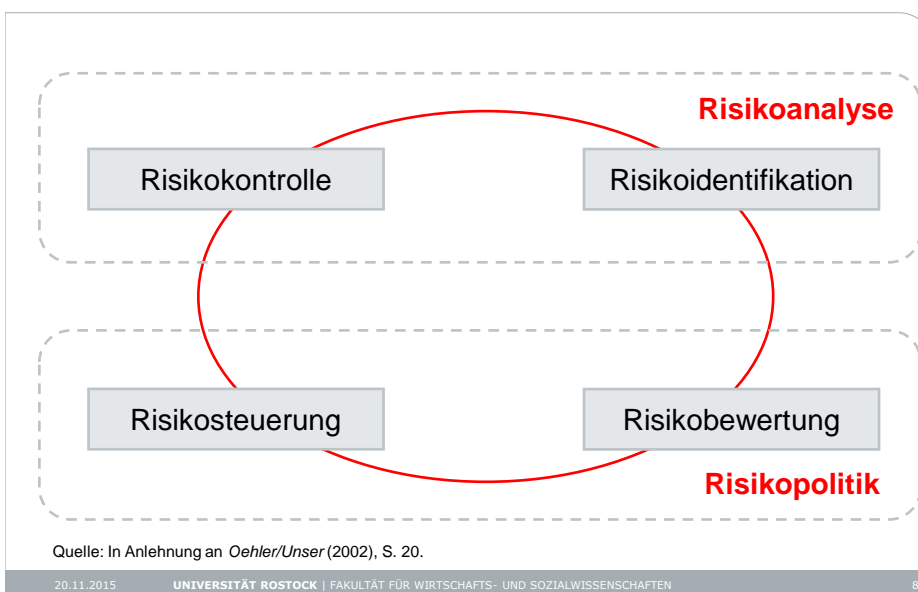 Risikoanalyse
Risikokontrolle
Risikoidentifikation
Risikosteuerung
Risikobewertung
Risikopolitik
Quelle: In Anlehnung an Oehler/Unser (2002), S. 20.
20.11.2015 UNIVERSITÄT ROSTOCK | FAKULTÄT FÜR WIRTSCHAFTS- UND SOZIALWISSENSCHAFTEN 8